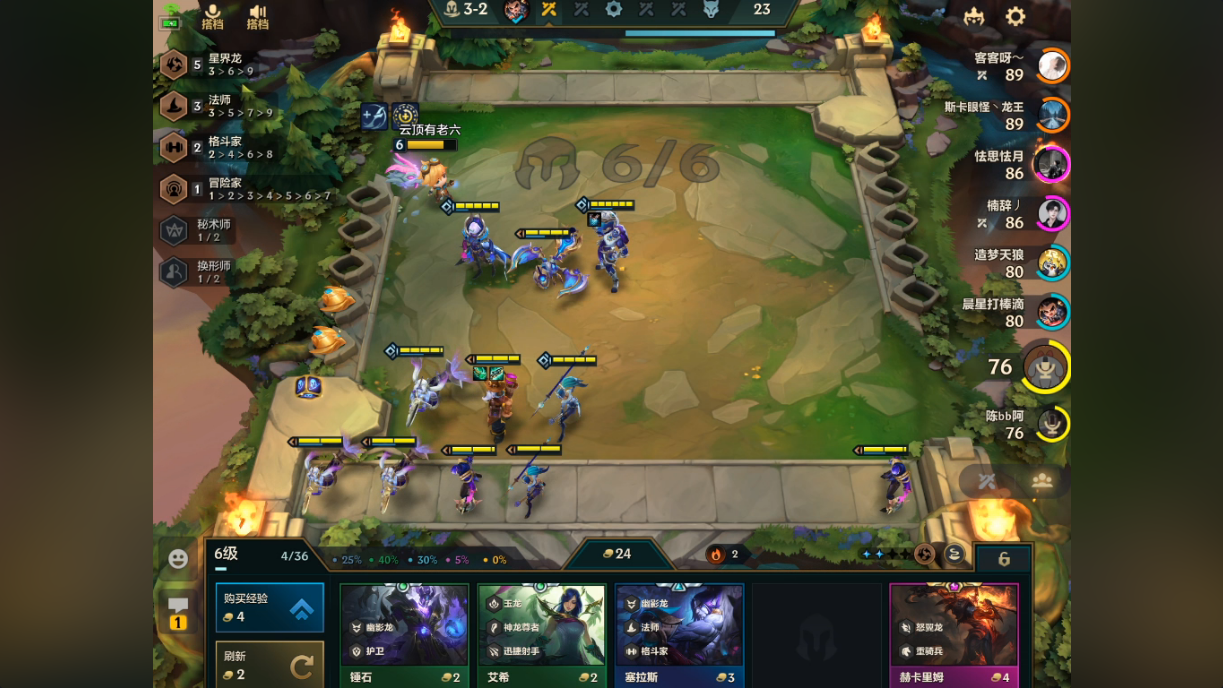 搭档
搭档
3-2
23
5
星界龙
3 > 6 > 9
3
法师
3 > 5 > 7 > 9
2
格斗家
2 > 4 > 6 > 8
1
冒险家
1 > 2 > 3 > 4 > 5 > 6 > 7
秘术师
1 / 2
换形师
1 / 2
云顶有老六
6
6/6
客客呀～
89
斯卡眼怪丶龙王
89
怯思怯月
86
楠辞丿
86
造梦天狼
80
晨星打棒滴
80
76
陈bb阿
76
6级
4/36
25%
40%
30%
5%
0%
24
2
1
购买经验
4
刷新
2
幽影龙
护卫
锤石
2
玉龙
神龙尊者
迅捷射手
艾希
2
幽影龙
法师
格斗家
塞拉斯
3
怒翼龙
重骑兵
赫卡里姆
4